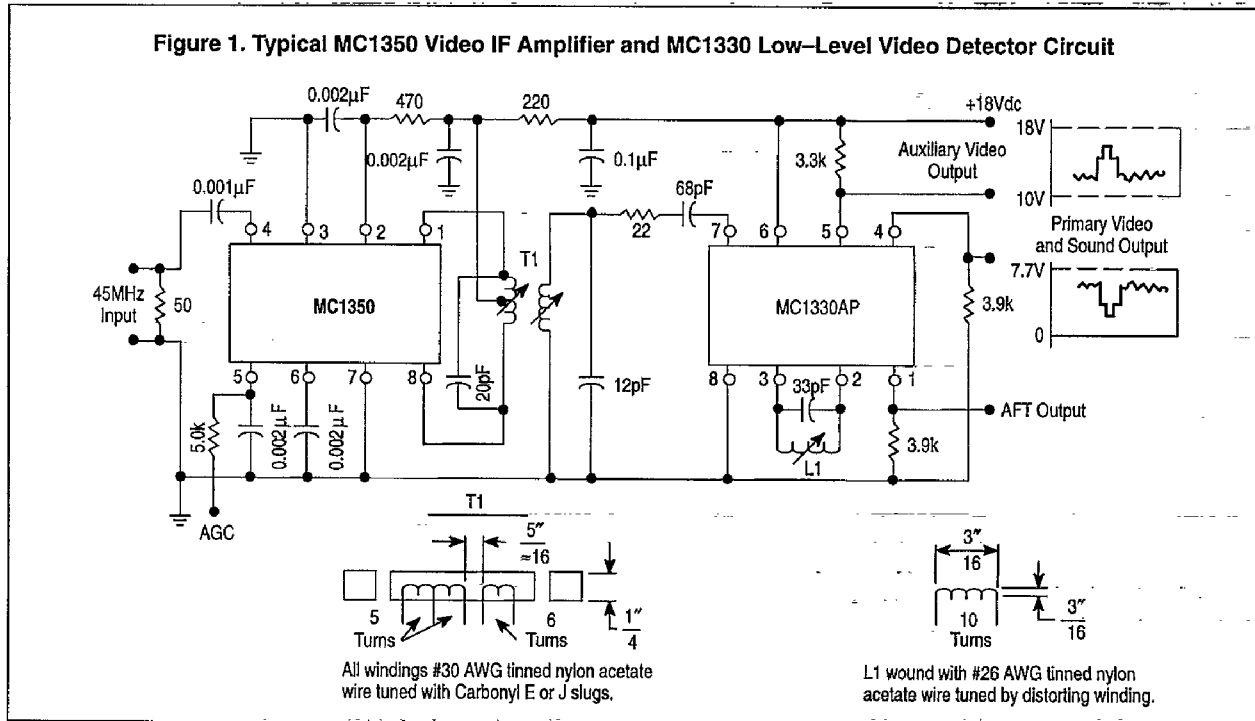 Figure 1. Typical MC1350 Video IF Amplifier and MC1330 Low–Level Video Detector Circuit
0.002µF
470
220
+18Vdc
18V
0.002µF
0.1µF
3.3k
Auxiliary Video
Output
10V
0.001µF
68pF
22
4
3
2
1
7
6
5
4
T1
Primary Video
and Sound Output
7.7V
45MHz
Input
50
MC1350
MC1330AP
3.9k
0
5
6
7
8
20pF
12pF
8
3
33pF
2
1
AFT Output
5.0k
0.002µF
0.002µF
L1
3.9k
AGC
T1
5″
≈16
3″
16
5
Turns
6
Turns
1″
4
10
Turns
3″
16
All windings #30 AWG tinned nylon acetate
wire tuned with Carbonyl E or J slugs.
L1 wound with #26 AWG tinned nylon
acetate wire tuned by distorting winding.